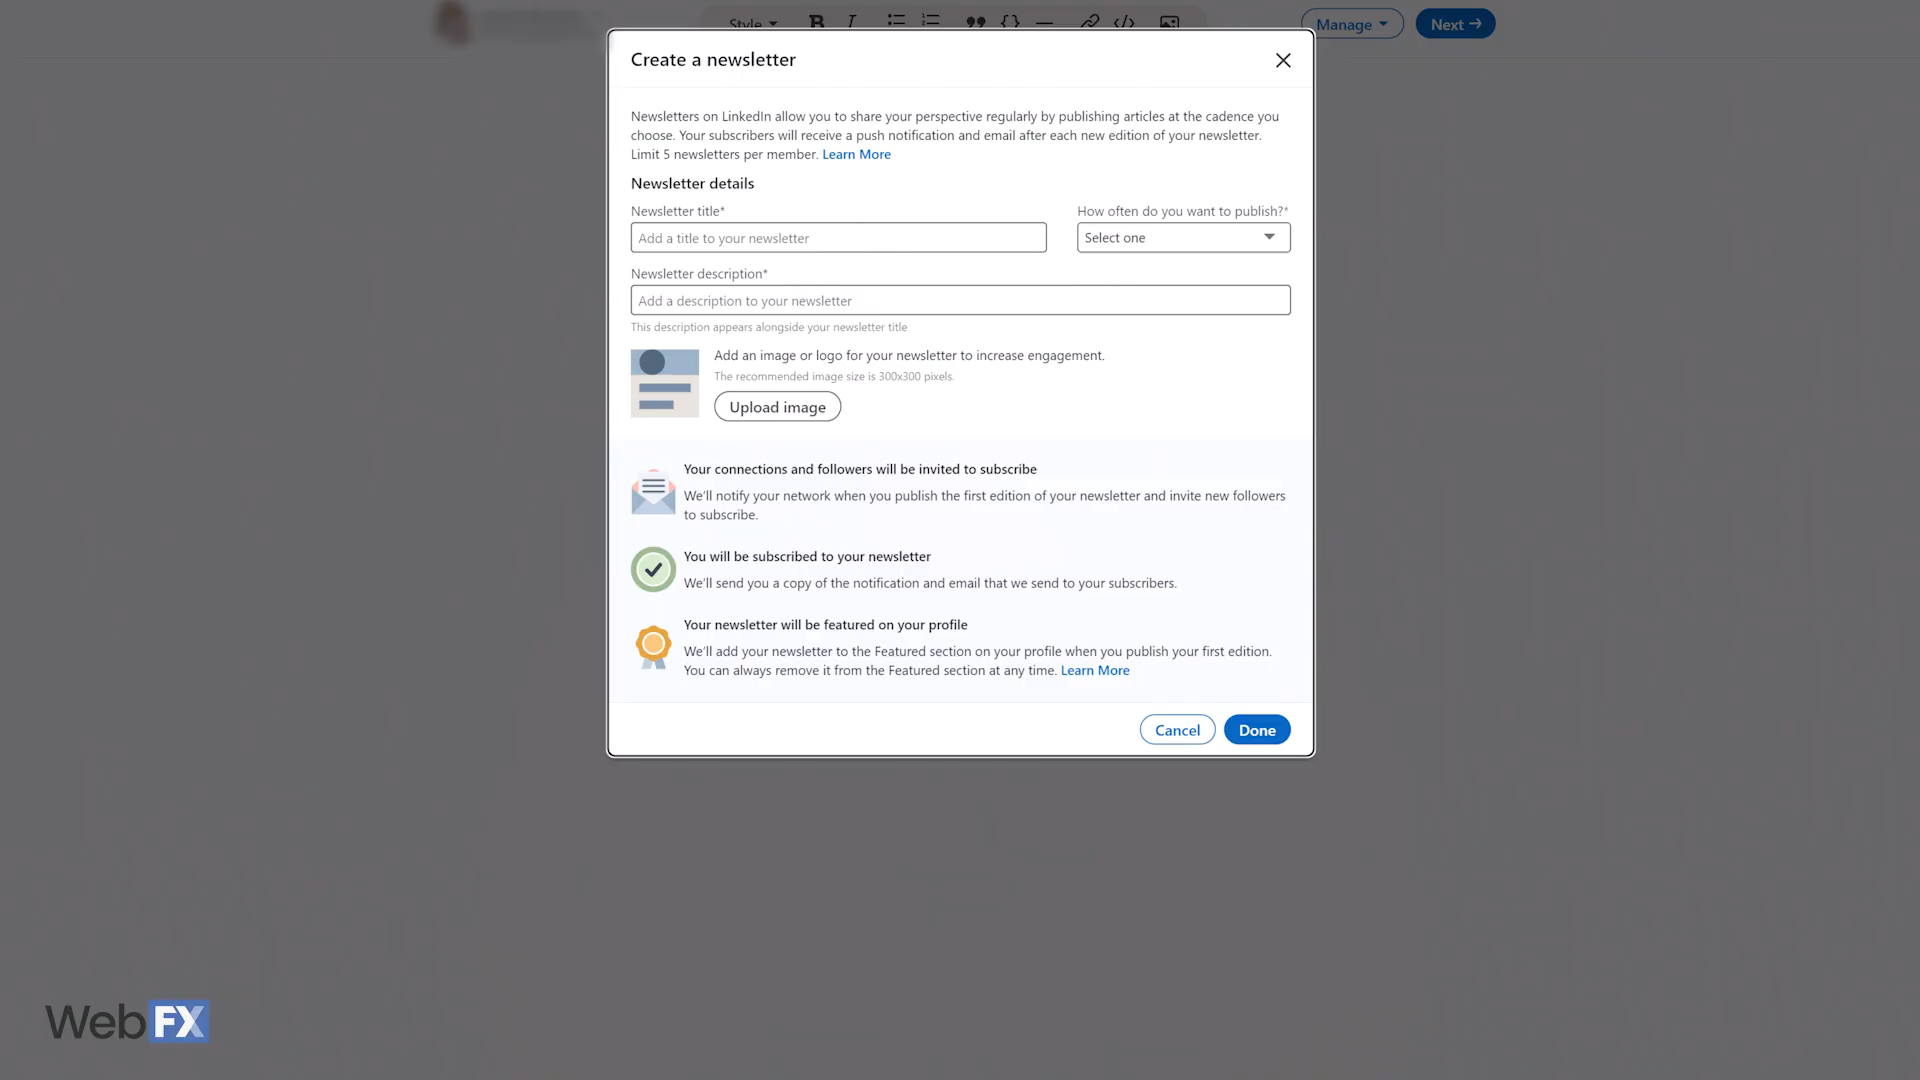 Style
B I
Manage
Next →
Create a newsletter
Newsletters on LinkedIn allow you to share your perspective regularly by publishing articles at the cadence you
choose. Your subscribers will receive a push notification and email after each new edition of your newsletter.
Limit 5 newsletters per member. Learn More
Newsletter details
Newsletter title*
How often do you want to publish?*
Add a title to your newsletter
Select one
Newsletter description*
Add a description to your newsletter
This description appears alongside your newsletter title
Add an image or logo for your newsletter to increase engagement.
The recommended image size is 300x300 pixels.
Upload image
Your connections and followers will be invited to subscribe
We'll notify your network when you publish the first edition of your newsletter and invite new followers
to subscribe.
You will be subscribed to your newsletter
We'll send you a copy of the notification and email that we send to your subscribers.
Your newsletter will be featured on your profile
We'll add your newsletter to the Featured section on your profile when you publish your first edition.
You can always remove it from the Featured section at any time. Learn More
Cancel
Done
WebFX